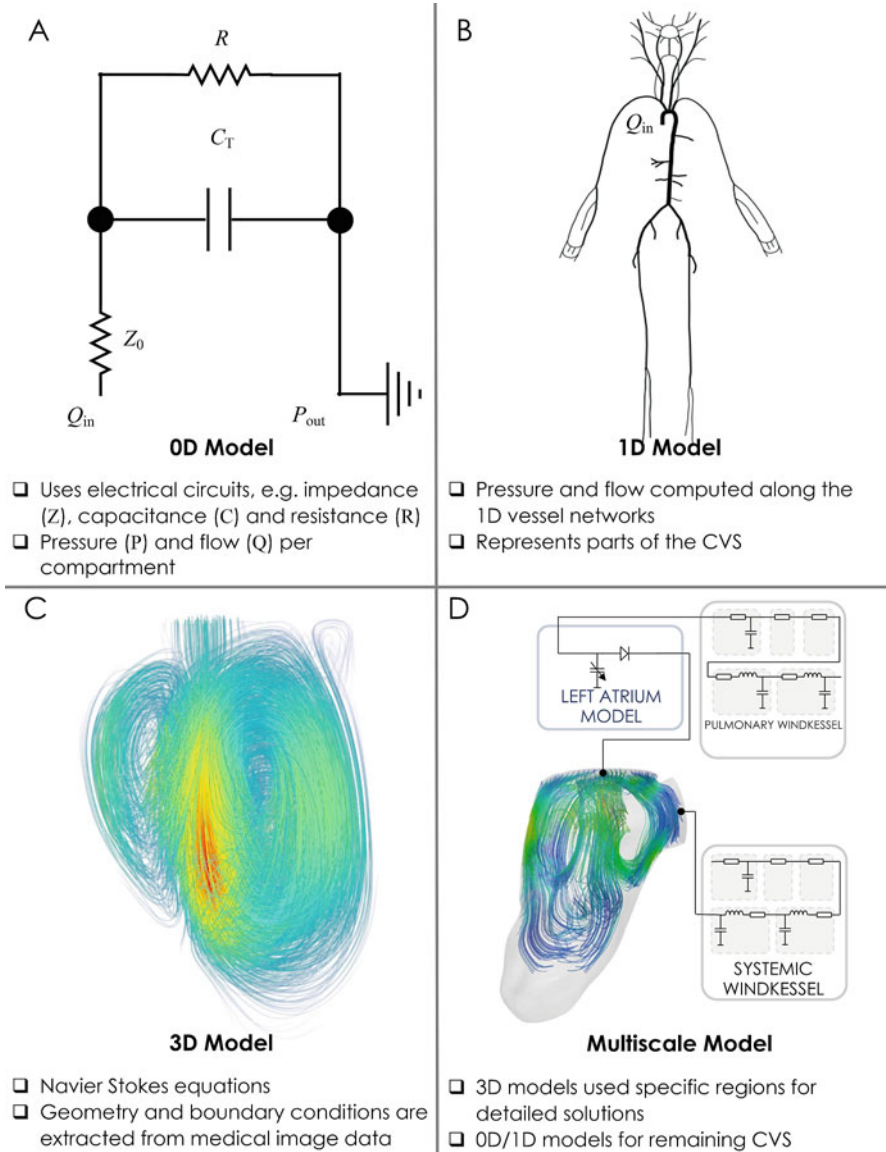 A
R
C_T
Z_0
Q_in
P_out
0D Model
❑ Uses electrical circuits, e.g. impedance
(Z), capacitance (C) and resistance (R)
❑ Pressure (P) and flow (Q) per
compartment
B
Q_in
1D Model
❑ Pressure and flow computed along the
1D vessel networks
❑ Represents parts of the CVS
C
3D Model
❑ Navier Stokes equations
❑ Geometry and boundary conditions are
extracted from medical image data
D
LEFT ATRIUM
MODEL
PULMONARY WINDKESSEL
SYSTEMIC
WINDKESSEL
Multiscale Model
❑ 3D models used specific regions for
detailed solutions
❑ 0D/1D models for remaining CVS